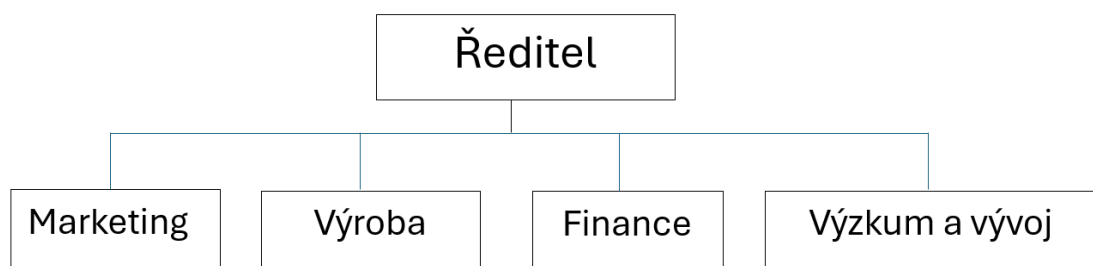 Ředitel
Marketing
Výroba
Finance
Výzkum a vývoj